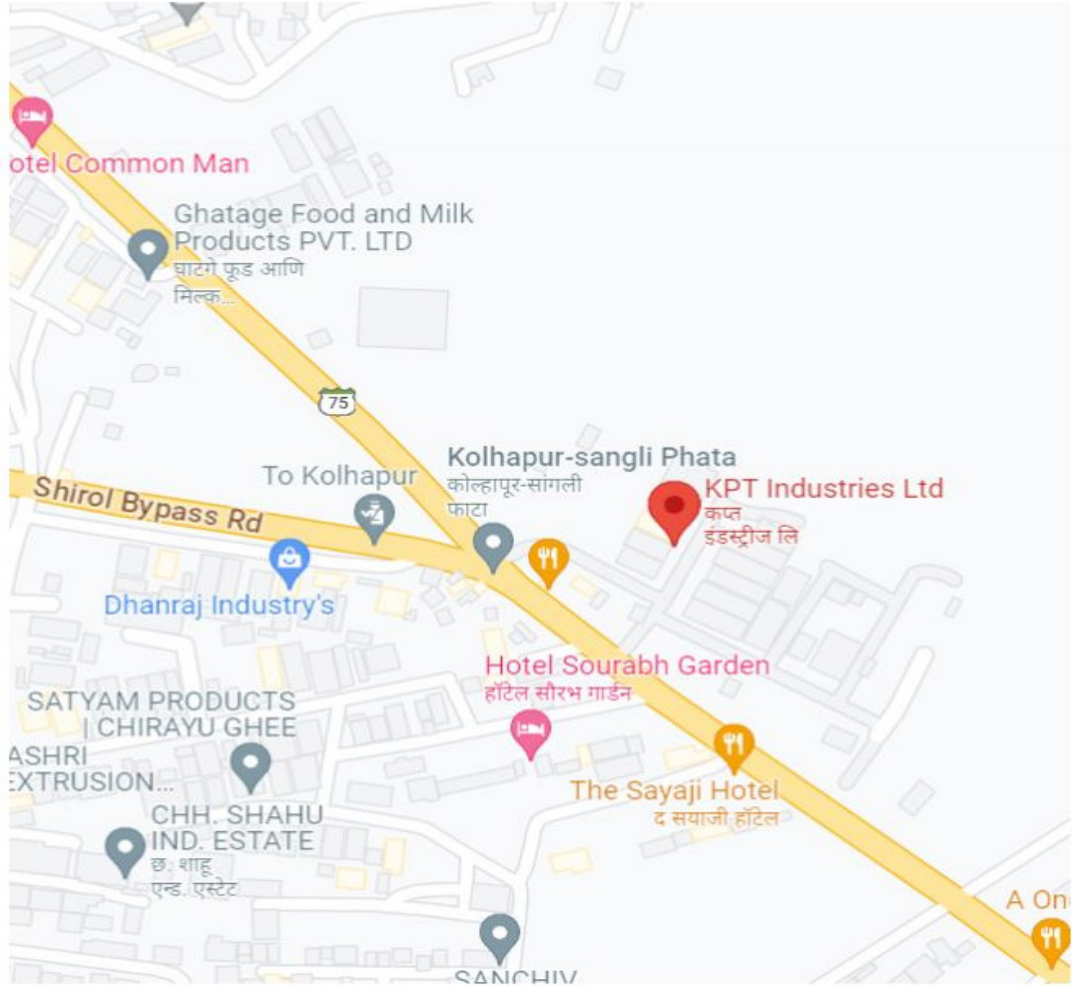 otel Common Man
Ghatage Food and Milk
Products PVT. LTD
घाटगे फूड आणि
मिल्क...
75
Kolhapur-sangli Phata
कोल्हापूर-सांगली
फाटा
To Kolhapur
Shirol Bypass Rd
KPT Industries Ltd
कप्त
इंडस्ट्रीज लि
Dhanraj Industry's
Hotel Sourabh Garden
हॉटेल सौरभ गार्डन
SATYAM PRODUCTS
| CHIRAYU GHEE
ASHRI
EXTRUSION...
The Sayaji Hotel
द सयाजी हॉटेल
CHH. SHAHU
IND. ESTATE
छ. शाहू
एन्ड. एस्टेट
A On
SANCHIV